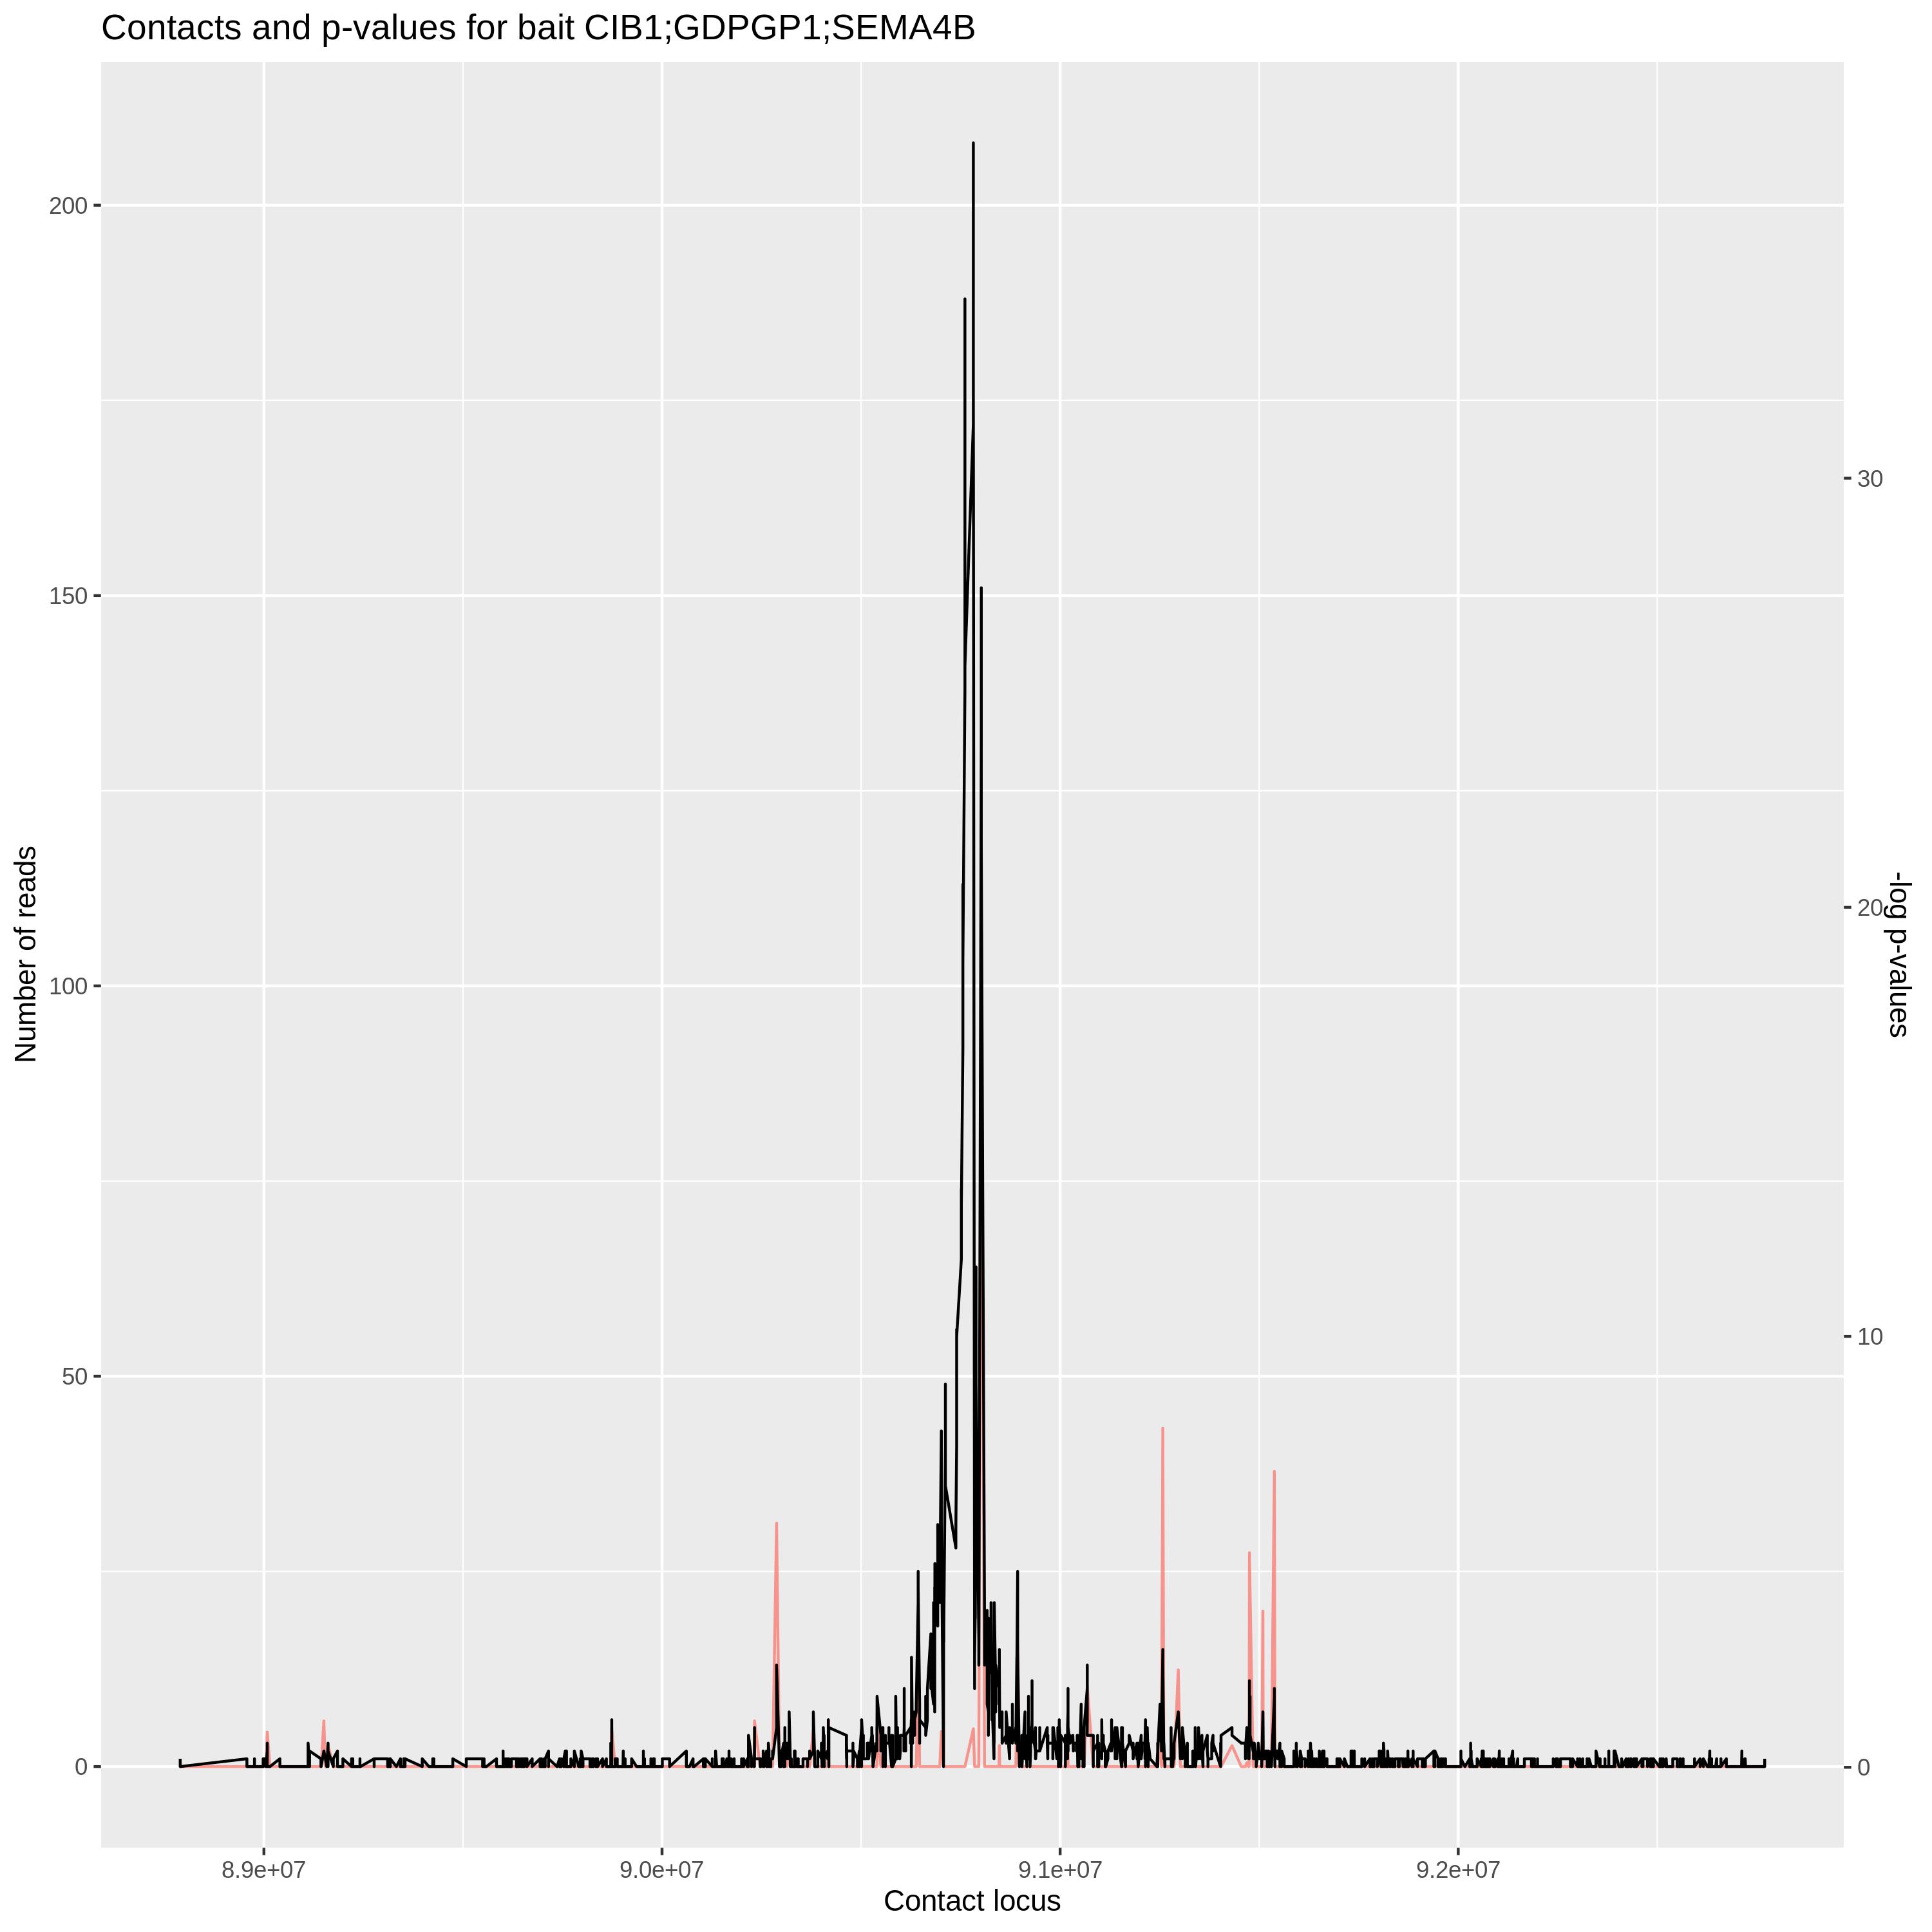 Contacts and p-values for bait CIB1;GDPGP1;SEMA4B
200
150
100
50
0
Number of reads
30
20
10
0
-log p-values
8.9e+07
9.0e+07
9.1e+07
9.2e+07
Contact locus